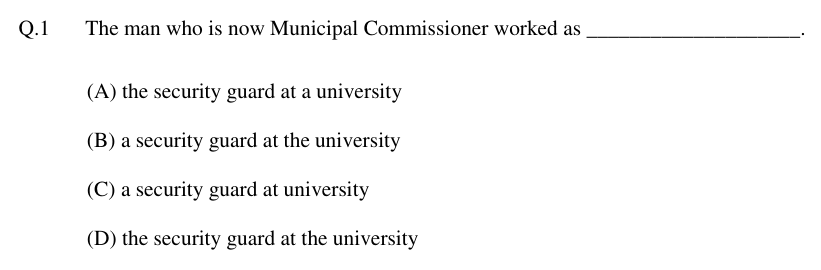 Q.1 The man who is now Municipal Commissioner worked as ____________________.
(A) the security guard at a university
(B) a security guard at the university
(C) a security guard at university
(D) the security guard at the university